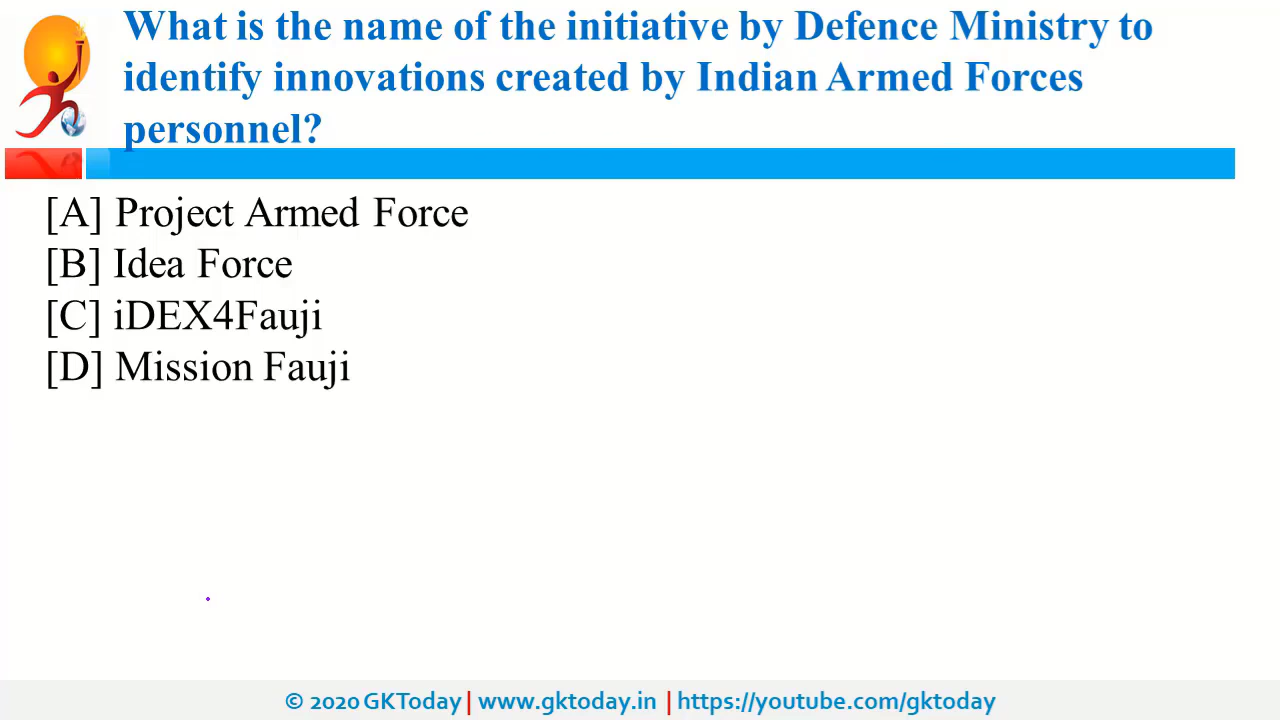 What is the name of the initiative by Defence Ministry to
identify innovations created by Indian Armed Forces
personnel?
[A] Project Armed Force
[B] Idea Force
[C] iDEX4Fauji
[D] Mission Fauji
© 2020 GKToday | www.gktoday.in | https://youtube.com/gktoday